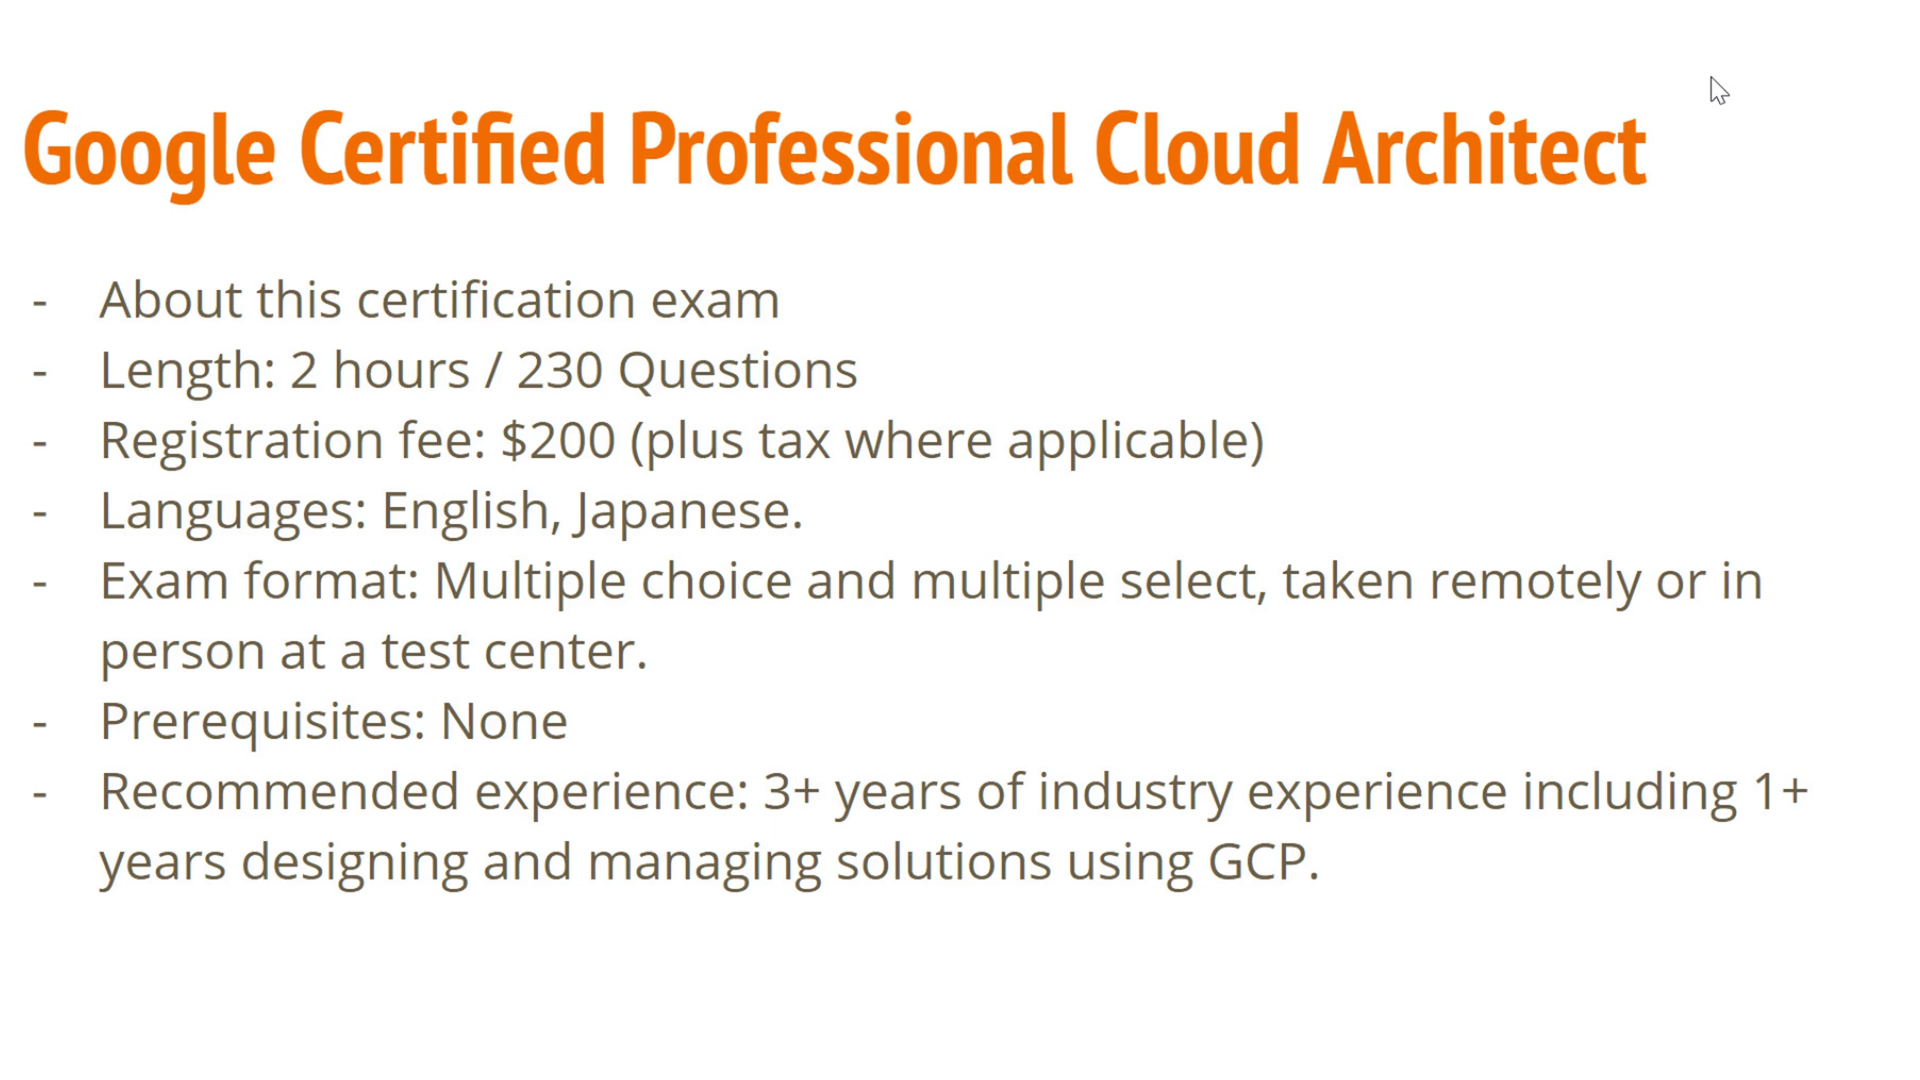 Google Certified Professional Cloud Architect
- About this certification exam
- Length: 2 hours / 230 Questions
- Registration fee: $200 (plus tax where applicable)
- Languages: English, Japanese.
- Exam format: Multiple choice and multiple select, taken remotely or in
person at a test center.
- Prerequisites: None
- Recommended experience: 3+ years of industry experience including 1+
years designing and managing solutions using GCP.